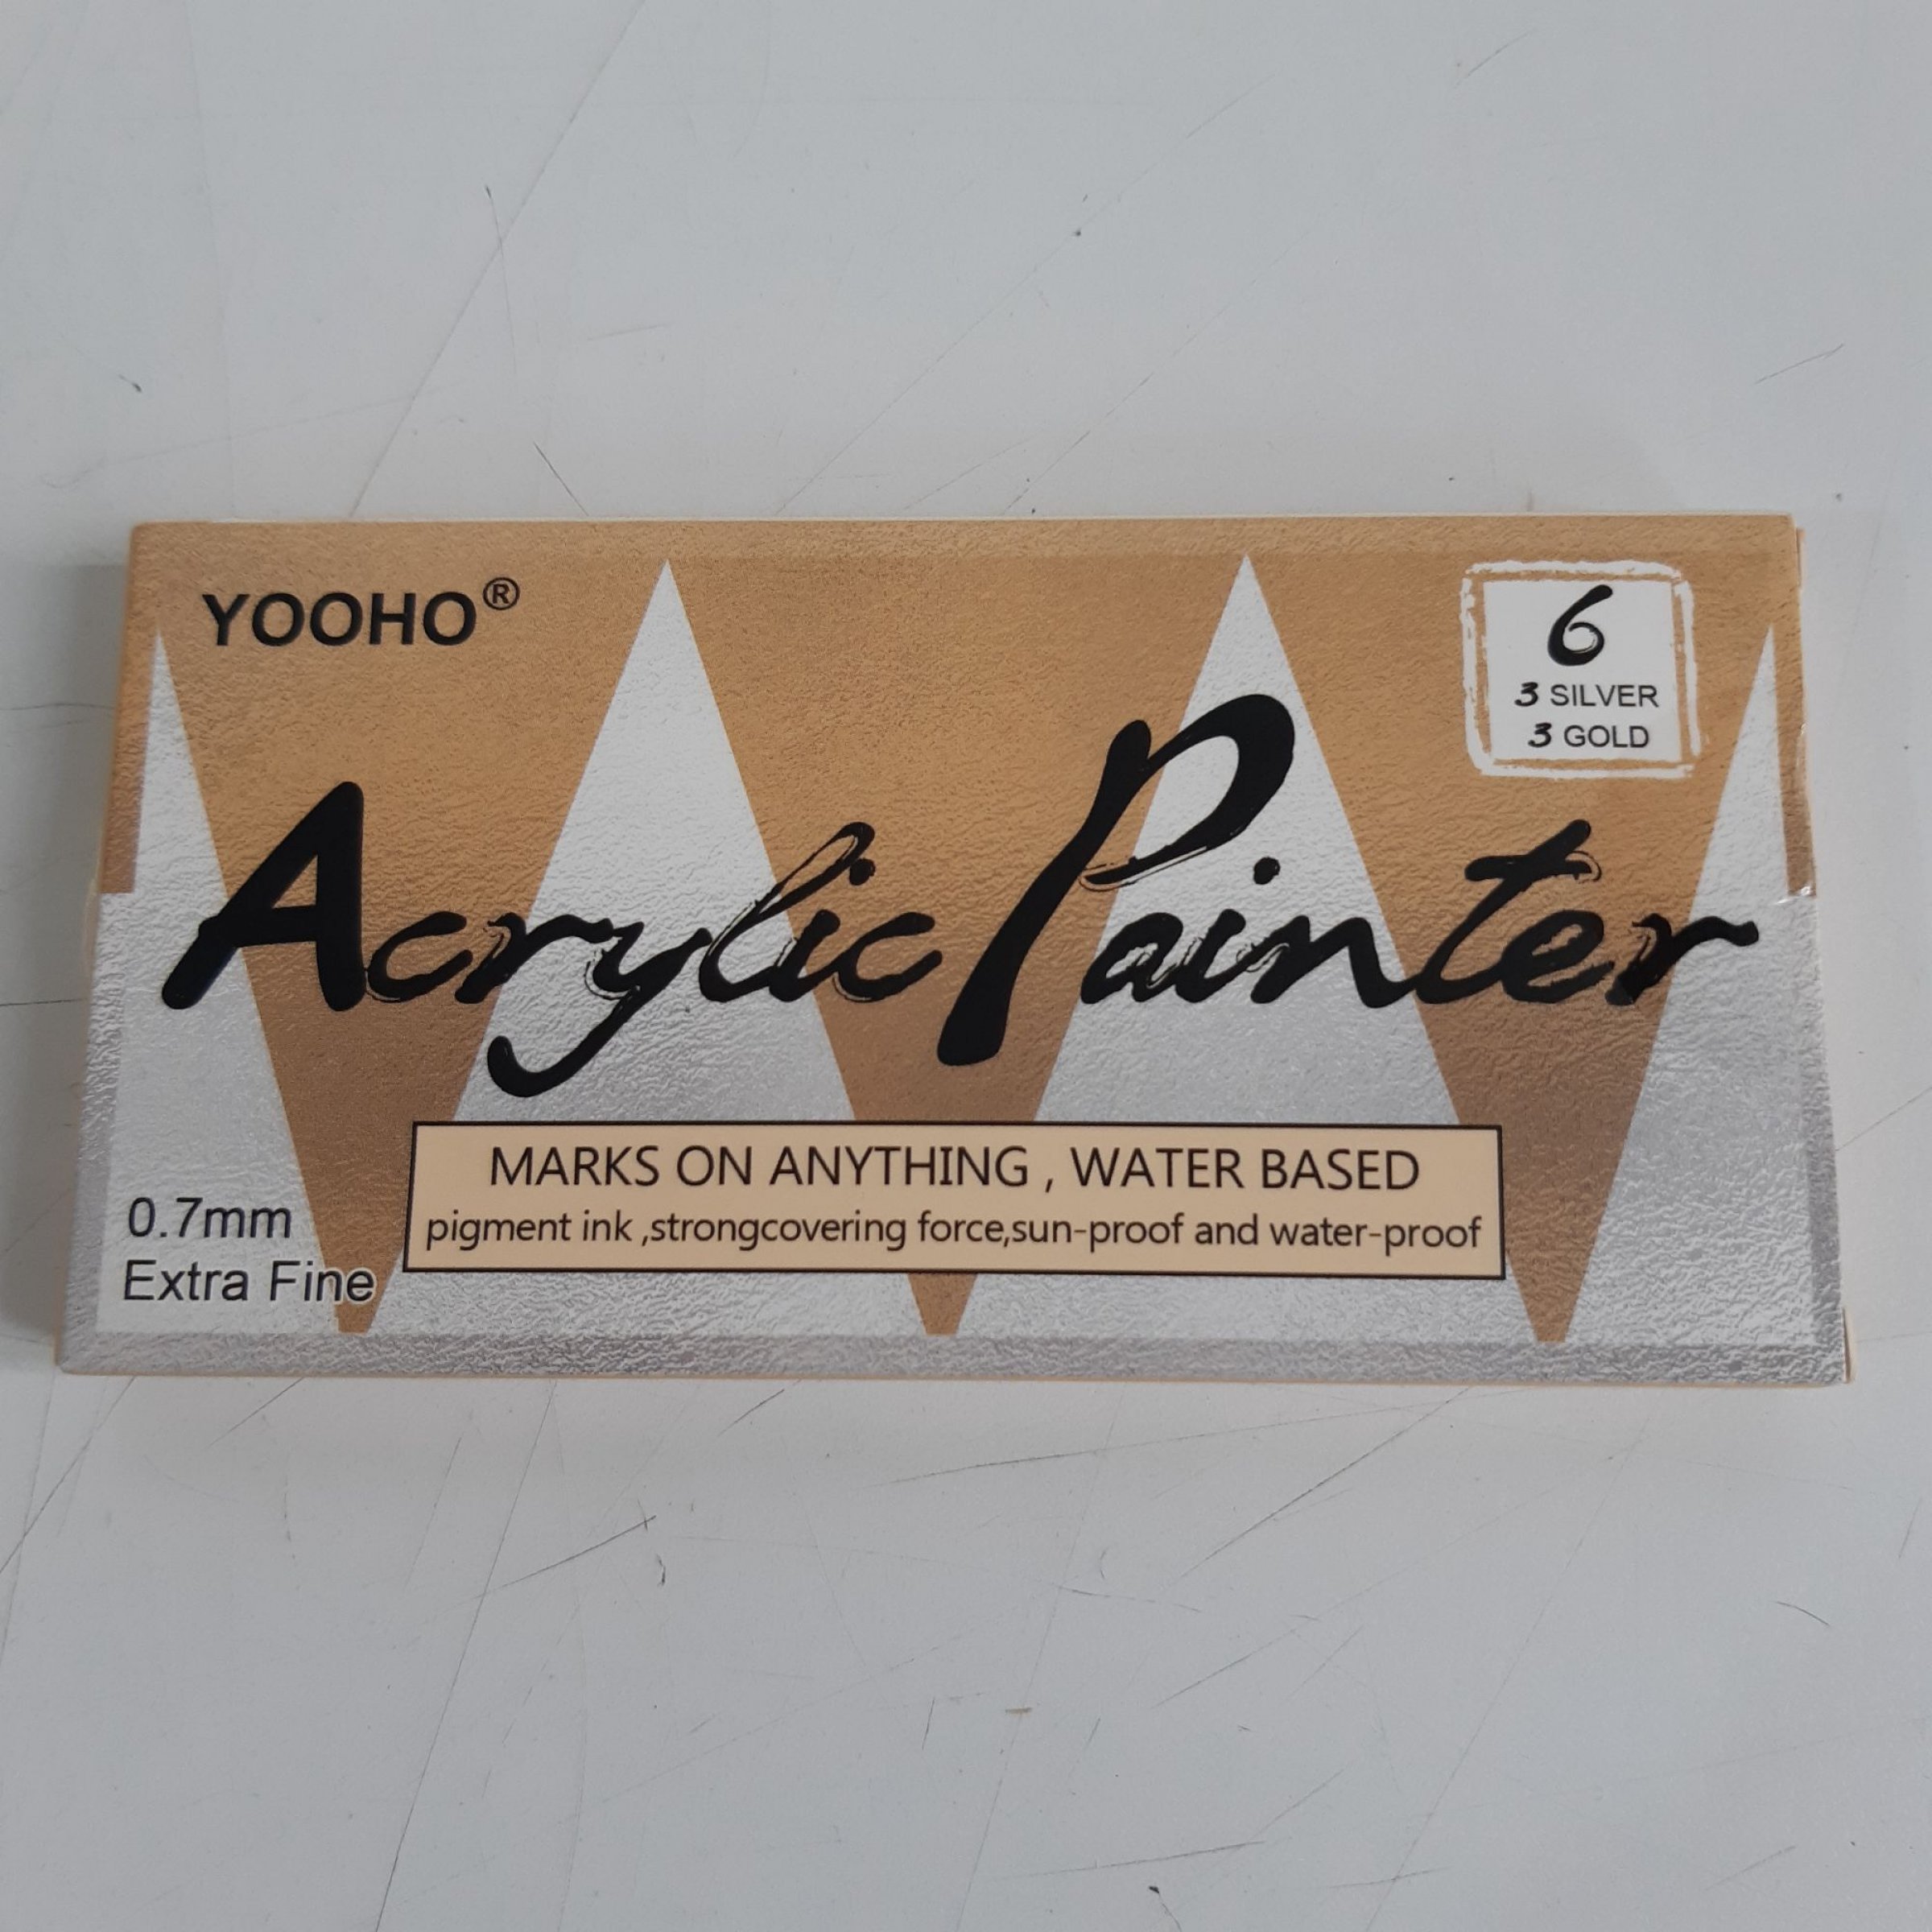 YOOHO®
6
3 SILVER
3 GOLD
Acrylic Painter
MARKS ON ANYTHING , WATER BASED
pigment ink ,strongcovering force,sun-proof and water-proof
0.7mm
Extra Fine